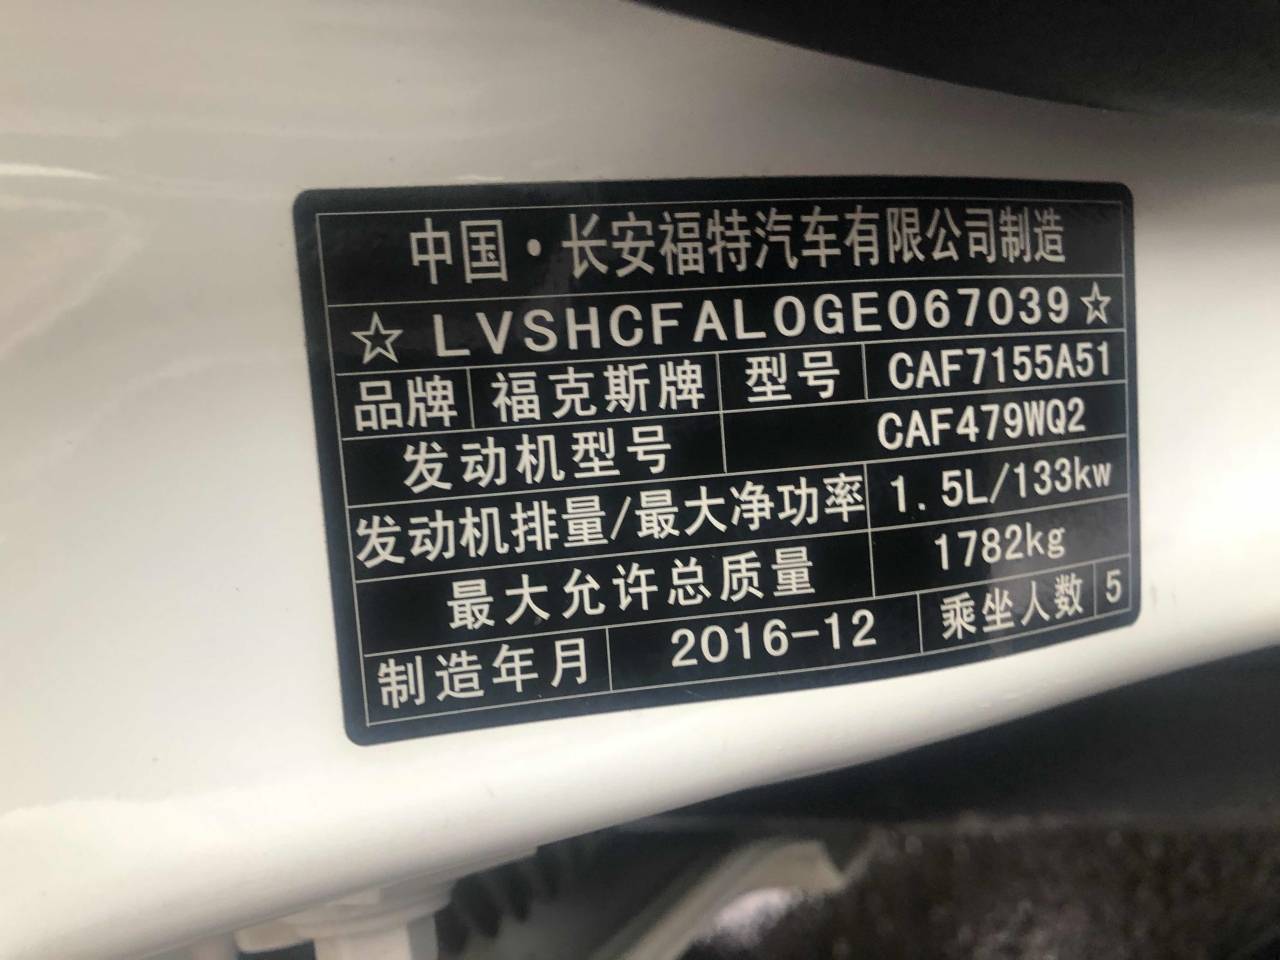 中国·长安福特汽车有限公司制造
☆LVSHCFAL0GE067039☆
品牌 福克斯牌 型号 CAF7155A51
发动机型号 CAF479WQ2
发动机排量/最大净功率 1.5L/133kw
最大允许总质量 1782kg
制造年月 2016-12 乘坐人数 5